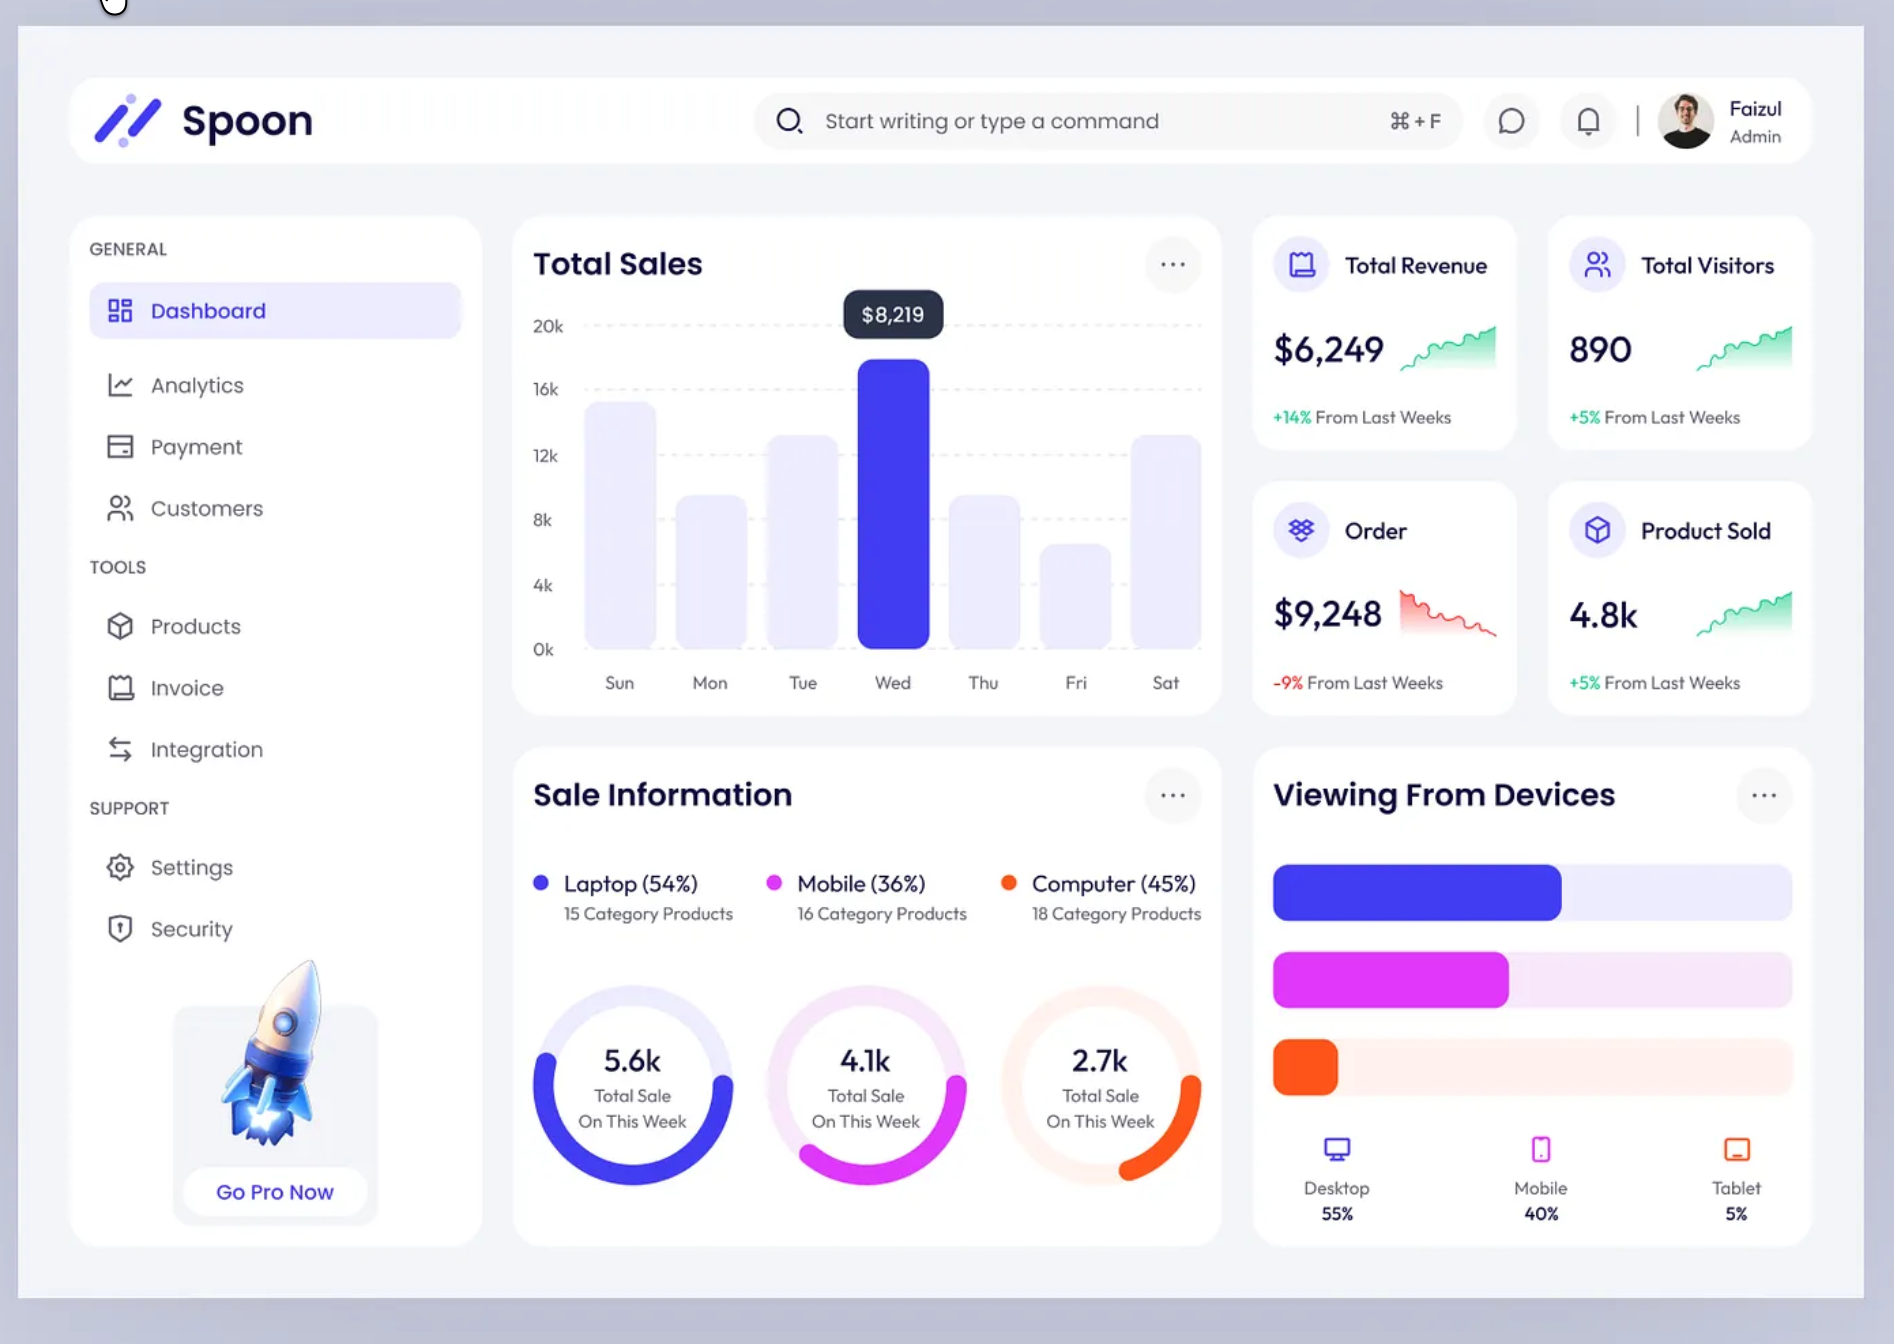 Spoon
Start writing or type a command
⌘ + F
Faizul
Admin
GENERAL
Dashboard
Analytics
Payment
Customers
TOOLS
Products
Invoice
Integration
SUPPORT
Settings
Security
Go Pro Now
Total Sales
$8,219
20k
16k
12k
8k
4k
0k
Sun Mon Tue Wed Thu Fri Sat
Total Revenue
$6,249
+14% From Last Weeks
Total Visitors
890
+5% From Last Weeks
Order
$9,248
-9% From Last Weeks
Product Sold
4.8k
+5% From Last Weeks
Sale Information
Laptop (54%)
15 Category Products
Mobile (36%)
16 Category Products
Computer (45%)
18 Category Products
5.6k
Total Sale
On This Week
4.1k
Total Sale
On This Week
2.7k
Total Sale
On This Week
Viewing From Devices
Desktop
55%
Mobile
40%
Tablet
5%